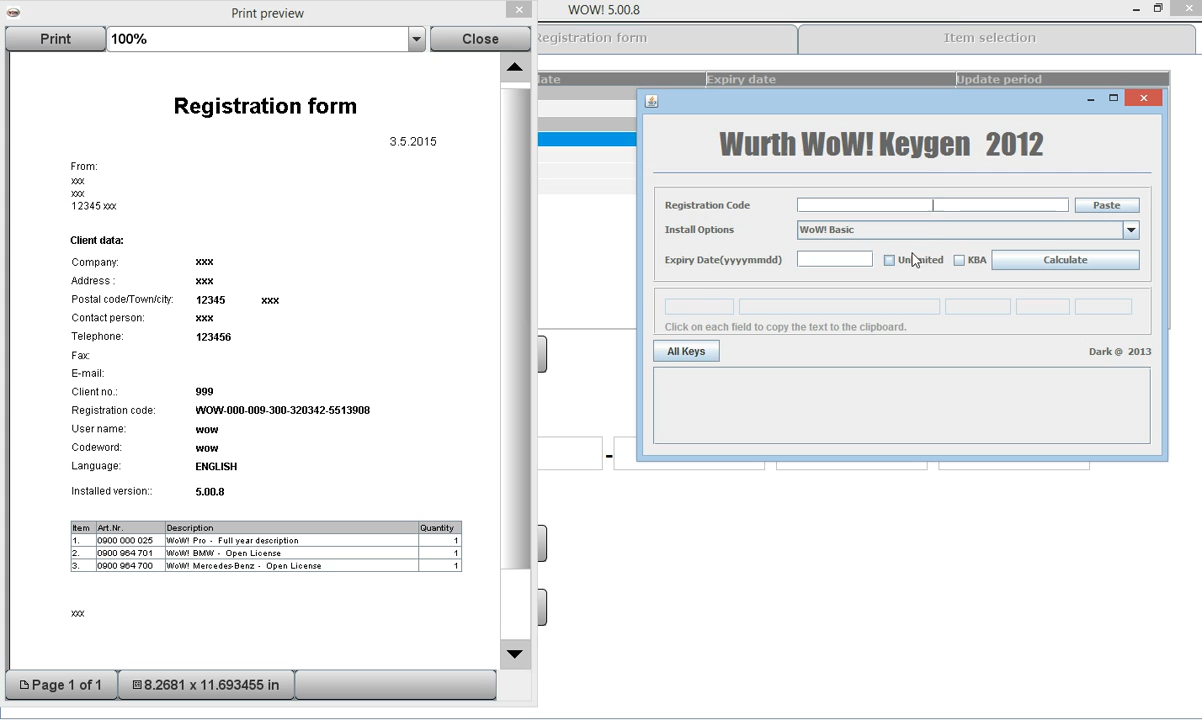 Print preview
Print
100%
Close
Registration form
3.5.2015
From:
xxx
xxx
12345 xxx
Client data:
Company: xxx
Address : xxx
Postal code/Town/city: 12345 xxx
Contact person: xxx
Telephone: 123456
Fax:
E-mail:
Client no.: 999
Registration code: WOW-000-009-300-320342-5513908
User name: wow
Codeword: wow
Language: ENGLISH
Installed version:: 5.00.8
Item Art.Nr. Description Quantity
1. 0900 000 025 WoW! Pro - Full year description 1
2. 0900 964 701 WoW! BMW - Open License 1
3. 0900 964 700 WoW! Mercedes-Benz - Open License 1
xxx
Page 1 of 1
8.2681 x 11.693455 in
WOW! 5.00.8
Registration form
Item selection
date
Expiry date
Update period
Wurth WoW! Keygen 2012
Registration Code
Paste
Install Options
WoW! Basic
Expiry Date(yyyymmdd)
Unlimited
KBA
Calculate
Click on each field to copy the text to the clipboard.
All Keys
Dark @ 2013
-